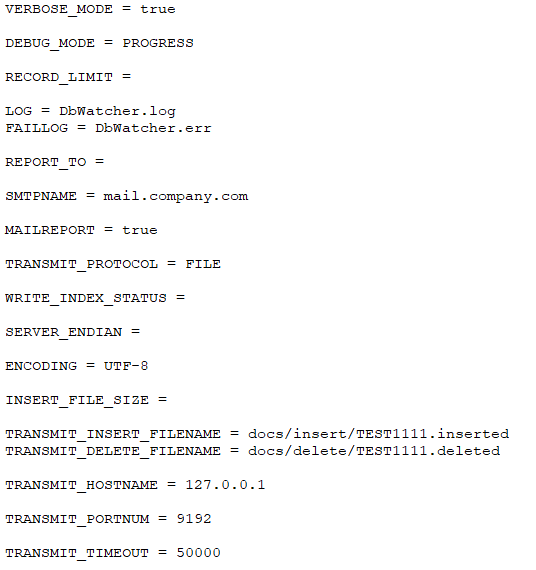 VERBOSE_MODE = true
DEBUG_MODE = PROGRESS
RECORD_LIMIT =
LOG = DbWatcher.log
FAILLOG = DbWatcher.err
REPORT_TO =
SMTPNAME = mail.company.com
MAILREPORT = true
TRANSMIT_PROTOCOL = FILE
WRITE_INDEX_STATUS =
SERVER_ENDIAN =
ENCODING = UTF-8
INSERT_FILE_SIZE =
TRANSMIT_INSERT_FILENAME = docs/insert/TEST1111.inserted
TRANSMIT_DELETE_FILENAME = docs/delete/TEST1111.deleted
TRANSMIT_HOSTNAME = 127.0.0.1
TRANSMIT_PORTNUM = 9192
TRANSMIT_TIMEOUT = 50000